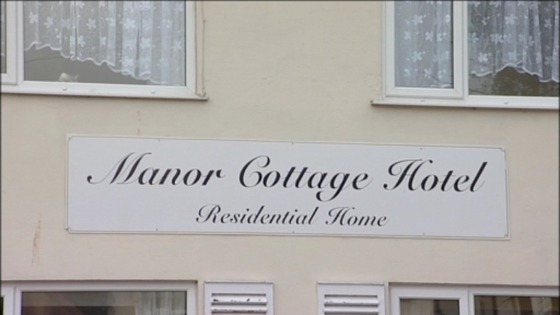 Manor Cottage Hotel
Residential Home